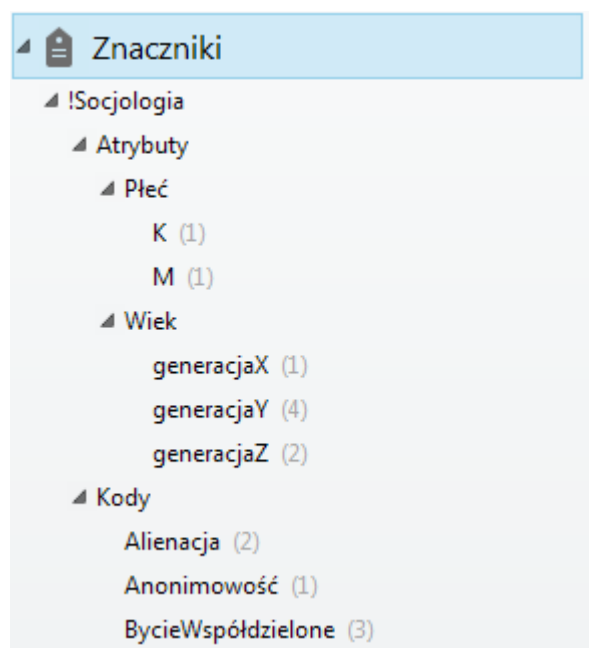 Znaczniki
!Socjologia
Atrybuty
Płeć
K (1)
M (1)
Wiek
generacjaX (1)
generacjaY (4)
generacjaZ (2)
Kody
Alienacja (2)
Anonimowość (1)
BycieWspółdzielone (3)